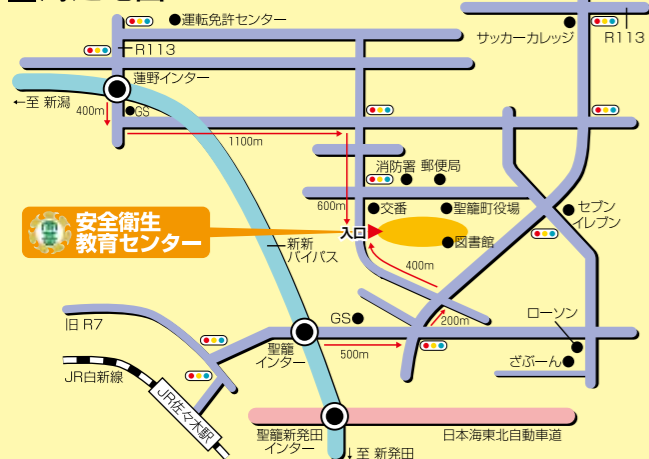 運転免許センター
サッカーカレッジ
R113
R113
蓮野インター
←至 新潟
400m
GS
1100m
消防署
郵便局
600m
交番
聖籠町役場
セブン
イレブン
安全衛生
教育センター
入口
図書館
新新
バイパス
400m
旧 R7
GS
200m
ローソン
聖籠
インター
500m
ざぶーん
JR白新線
JR佐々木駅
聖籠新発田
インター
日本海東北自動車道
↓至 新発田